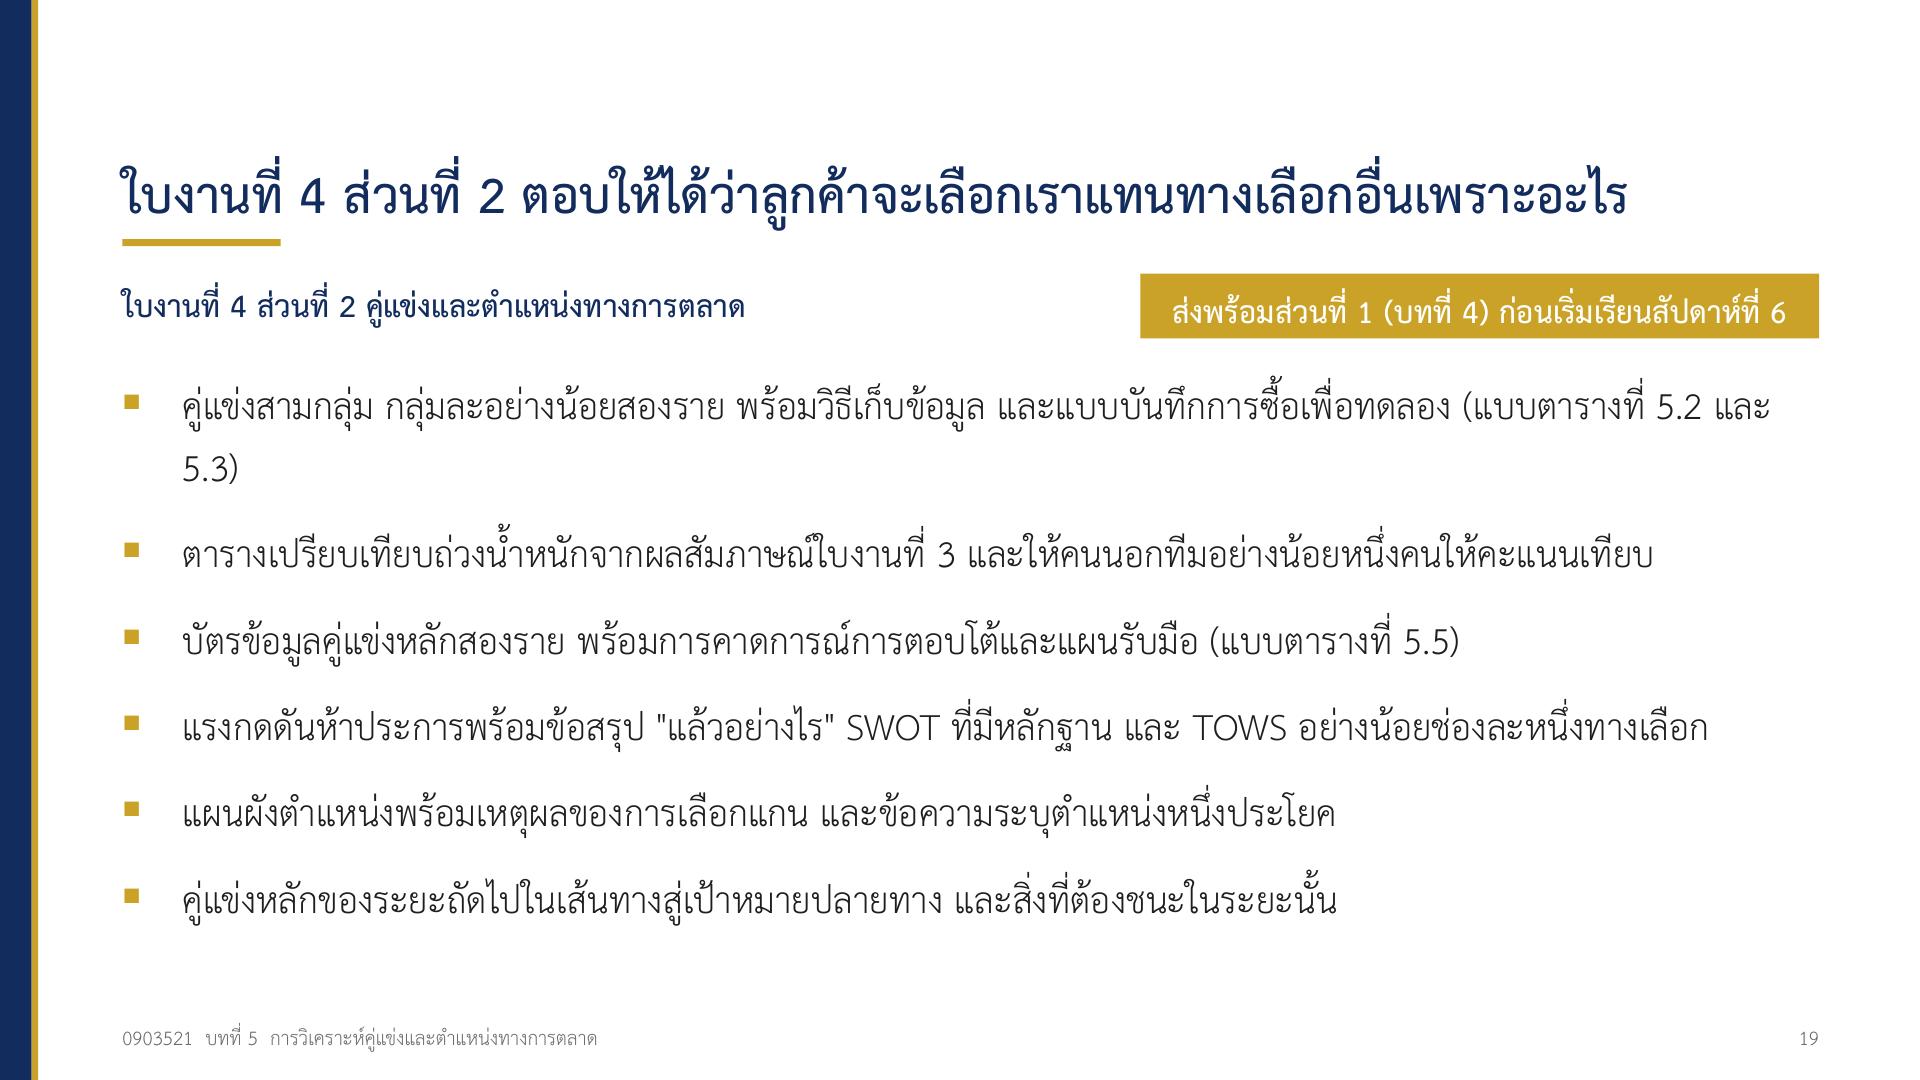 ใบงานที่ 4 ส่วนที่ 2 ตอบให้ได้ว่าลูกค้าจะเลือกเราแทนทางเลือกอื่นเพราะอะไร
ใบงานที่ 4 ส่วนที่ 2 คู่แข่งและตำแหน่งทางการตลาด
ส่งพร้อมส่วนที่ 1 (บทที่ 4) ก่อนเริ่มเรียนสัปดาห์ที่ 6
▪ คู่แข่งสามกลุ่ม กลุ่มละอย่างน้อยสองราย พร้อมวิธีเก็บข้อมูล และแบบบันทึกการซื้อเพื่อทดลอง (แบบตารางที่ 5.2 และ
5.3)
▪ ตารางเปรียบเทียบถ่วงน้ำหนักจากผลสัมภาษณ์ใบงานที่ 3 และให้คนนอกทีมอย่างน้อยหนึ่งคนให้คะแนนเทียบ
▪ บัตรข้อมูลคู่แข่งหลักสองราย พร้อมการคาดการณ์การตอบโต้และแผนรับมือ (แบบตารางที่ 5.5)
▪ แรงกดดันห้าประการพร้อมข้อสรุป "แล้วอย่างไร" SWOT ที่มีหลักฐาน และ TOWS อย่างน้อยช่องละหนึ่งทางเลือก
▪ แผนผังตำแหน่งพร้อมเหตุผลของการเลือกแกน และข้อความระบุตำแหน่งหนึ่งประโยค
▪ คู่แข่งหลักของระยะถัดไปในเส้นทางสู่เป้าหมายปลายทาง และสิ่งที่ต้องชนะในระยะนั้น
0903521 บทที่ 5 การวิเคราะห์คู่แข่งและตำแหน่งทางการตลาด
19